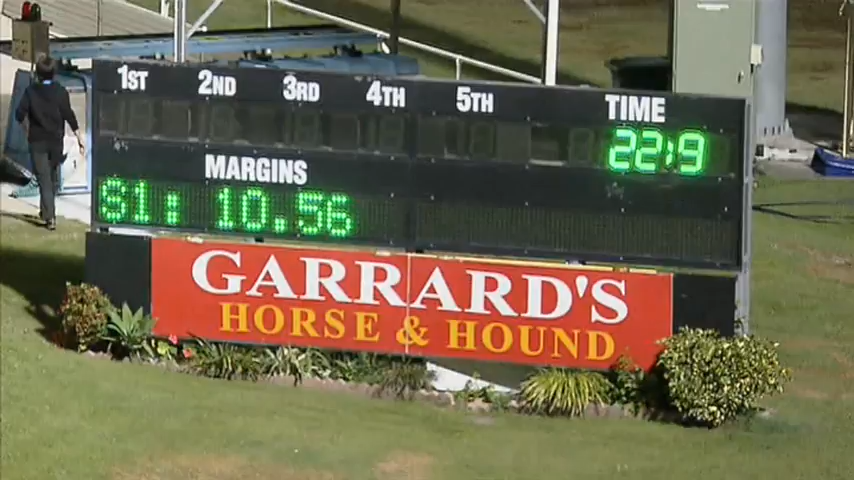 1ST 2ND 3RD 4TH 5TH TIME
22:9
MARGINS
S1: 10.56
GARRARD'S
HORSE & HOUND